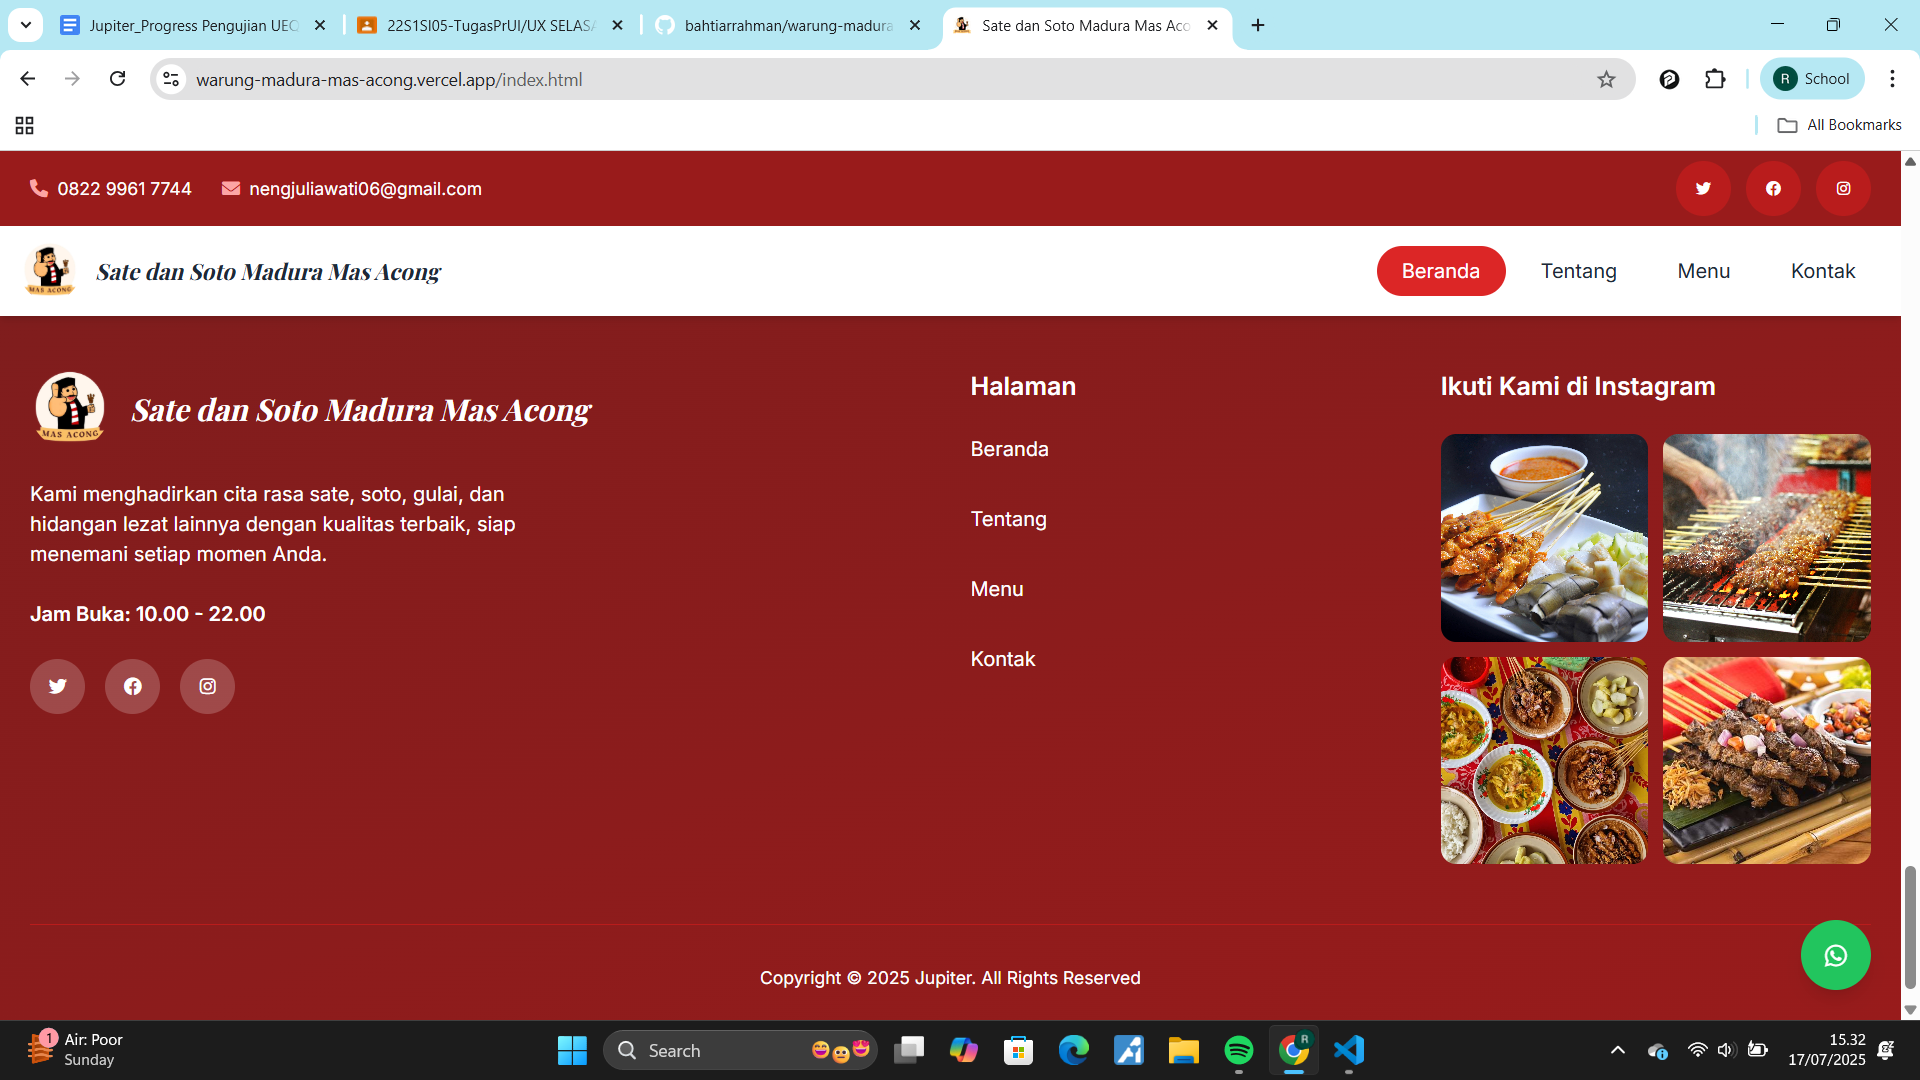 Jupiter_Progress Pengujian UEQ
22S1SI05-TugasPrUI/UX SELASA
bahtiarrahman/warung-madura
Sate dan Soto Madura Mas Aco
warung-madura-mas-acong.vercel.app/index.html
R
School
All Bookmarks
0822 9961 7744
nengjuliawati06@gmail.com
MAS ACONG
Sate dan Soto Madura Mas Acong
Beranda
Tentang
Menu
Kontak
MAS ACONG
Sate dan Soto Madura Mas Acong
Kami menghadirkan cita rasa sate, soto, gulai, dan
hidangan lezat lainnya dengan kualitas terbaik, siap
menemani setiap momen Anda.
Jam Buka: 10.00 - 22.00
Halaman
Beranda
Tentang
Menu
Kontak
Ikuti Kami di Instagram
Copyright © 2025 Jupiter. All Rights Reserved
1
Air: Poor
Sunday
Search
R
15.32
17/07/2025